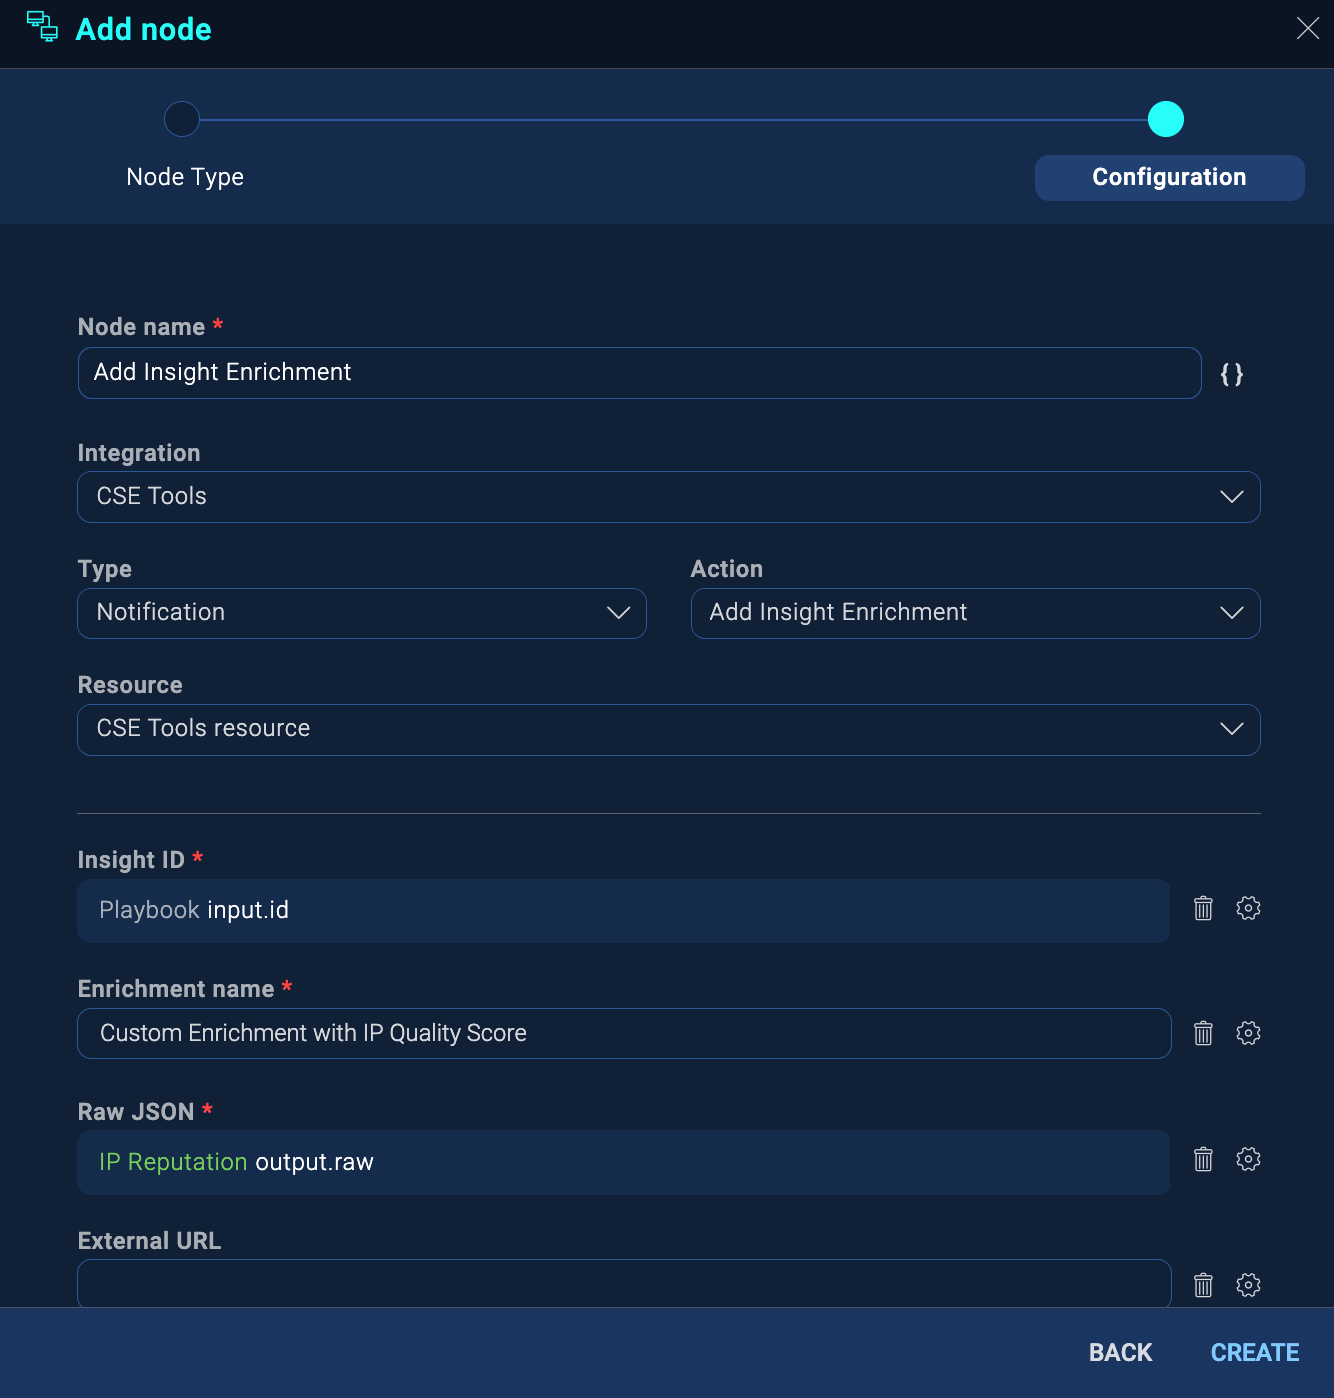 Add node
Node Type
Configuration
Node name *
Add Insight Enrichment
{ }
Integration
CSE Tools
Type
Action
Notification
Add Insight Enrichment
Resource
CSE Tools resource
Insight ID *
Playbook input.id
Enrichment name *
Custom Enrichment with IP Quality Score
Raw JSON *
IP Reputation output.raw
External URL
BACK
CREATE